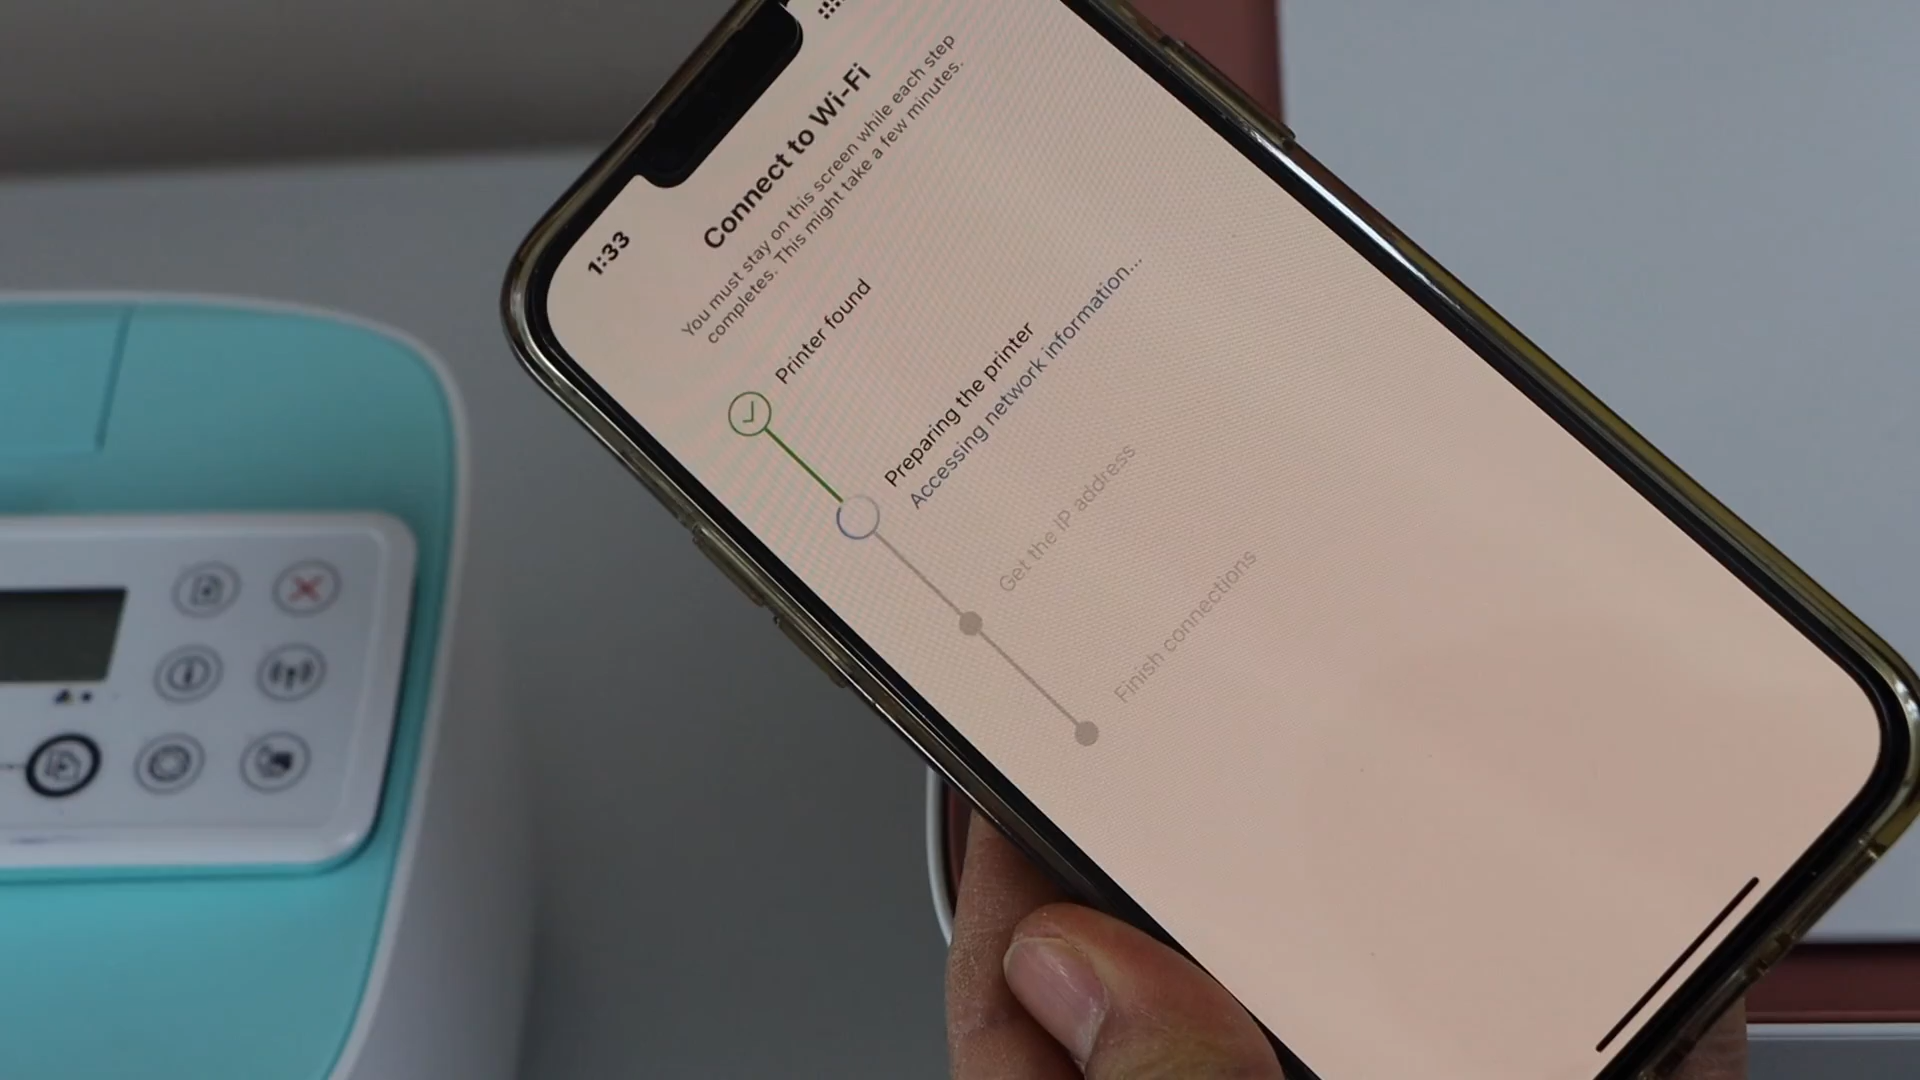 1:33
Connect to Wi-Fi
You must stay on this screen while each step
completes. This might take a few minutes.
Printer found
Preparing the printer
Accessing network information...
Get the IP address
Finish connections